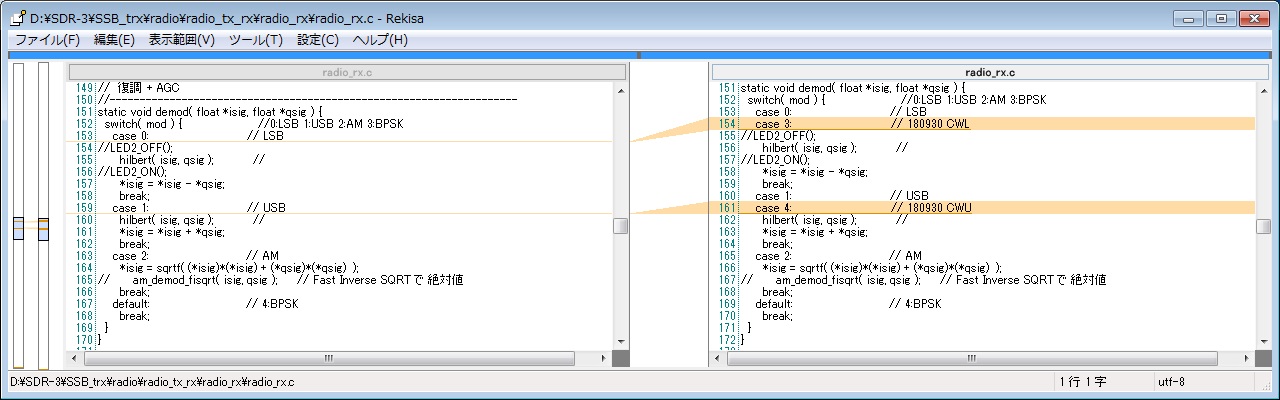 D:¥SDR-3¥SSB_trx¥radio¥radio_tx_rx¥radio_rx¥radio_rx.c - Rekisa
ファイル(F) 編集(E) 表示範囲(V) ツール(T) 設定(C) ヘルプ(H)
radio_rx.c
149 // 復調 + AGC
150 //--------------------------------------------------------------------
151 static void demod( float *isig, float *qsig ) {
152 switch( mod ) { //0:LSB 1:USB 2:AM 3:BPSK
153 case 0: // LSB
154 //LED2_OFF();
155 hilbert( isig, qsig ); //
156 //LED2_ON();
157 *isig = *isig - *qsig;
158 break;
159 case 1: // USB
160 hilbert( isig, qsig ); //
161 *isig = *isig + *qsig;
162 break;
163 case 2: // AM
164 *isig = sqrtf( (*isig)*(*isig) + (*qsig)*(*qsig) );
165 // am_demod_fisqrt( isig, qsig ); // Fast Inverse SQRTで絶対値
166 break;
167 default: // 4:BPSK
168 break;
169 }
170 }
radio_rx.c
151 static void demod( float *isig, float *qsig ) {
152 switch( mod ) { //0:LSB 1:USB 2:AM 3:BPSK
153 case 0: // LSB
154 case 3: // 180930 CWL
155 //LED2_OFF();
156 hilbert( isig, qsig ); //
157 //LED2_ON();
158 *isig = *isig - *qsig;
159 break;
160 case 1: // USB
161 case 4: // 180930 CWU
162 hilbert( isig, qsig ); //
163 *isig = *isig + *qsig;
164 break;
165 case 2: // AM
166 *isig = sqrtf( (*isig)*(*isig) + (*qsig)*(*qsig) );
167 // am_demod_fisqrt( isig, qsig ); // Fast Inverse SQRTで絶対値
168 break;
169 default: // 4:BPSK
170 break;
171 }
172 }
D:¥SDR-3¥SSB_trx¥radio¥radio_tx_rx¥radio_rx¥radio_rx.c
1 行 1 字
utf-8